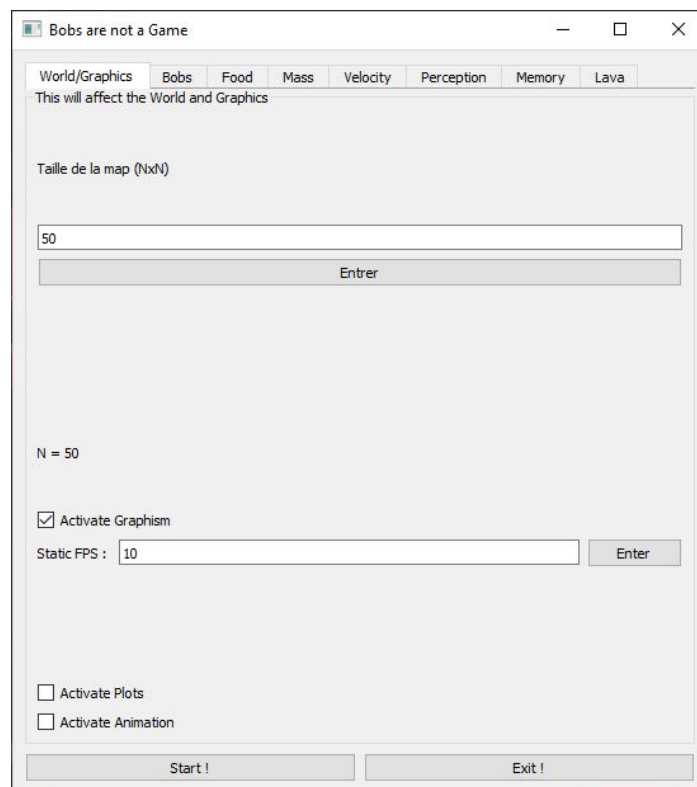 Bobs are not a Game
World/Graphics Bobs Food Mass Velocity Perception Memory Lava
This will affect the World and Graphics
Taille de la map (NxN)
50
Entrer
N = 50
Activate Graphism
Static FPS : 10 Enter
Activate Plots
Activate Animation
Start ! Exit !